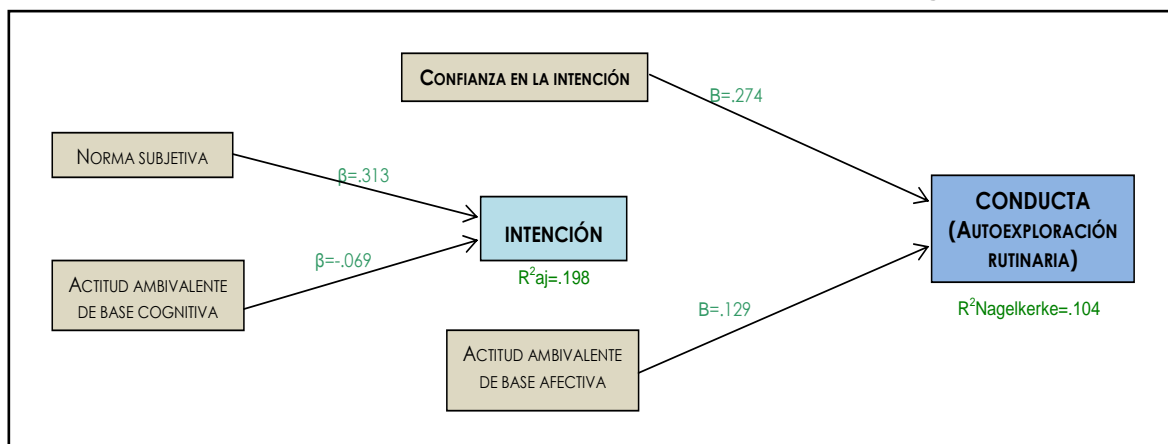 CONFIANZA EN LA INTENCIÓN
B=.274
NORMA SUBJETIVA
β=.313
CONDUCTA
(AUTOEXPLORACIÓN
RUTINARIA)
INTENCIÓN
R²aj=.198
β=-.069
ACTITUD AMBIVALENTE
DE BASE COGNITIVA
B=.129
R²Nagelkerke=.104
ACTITUD AMBIVALENTE
DE BASE AFECTIVA